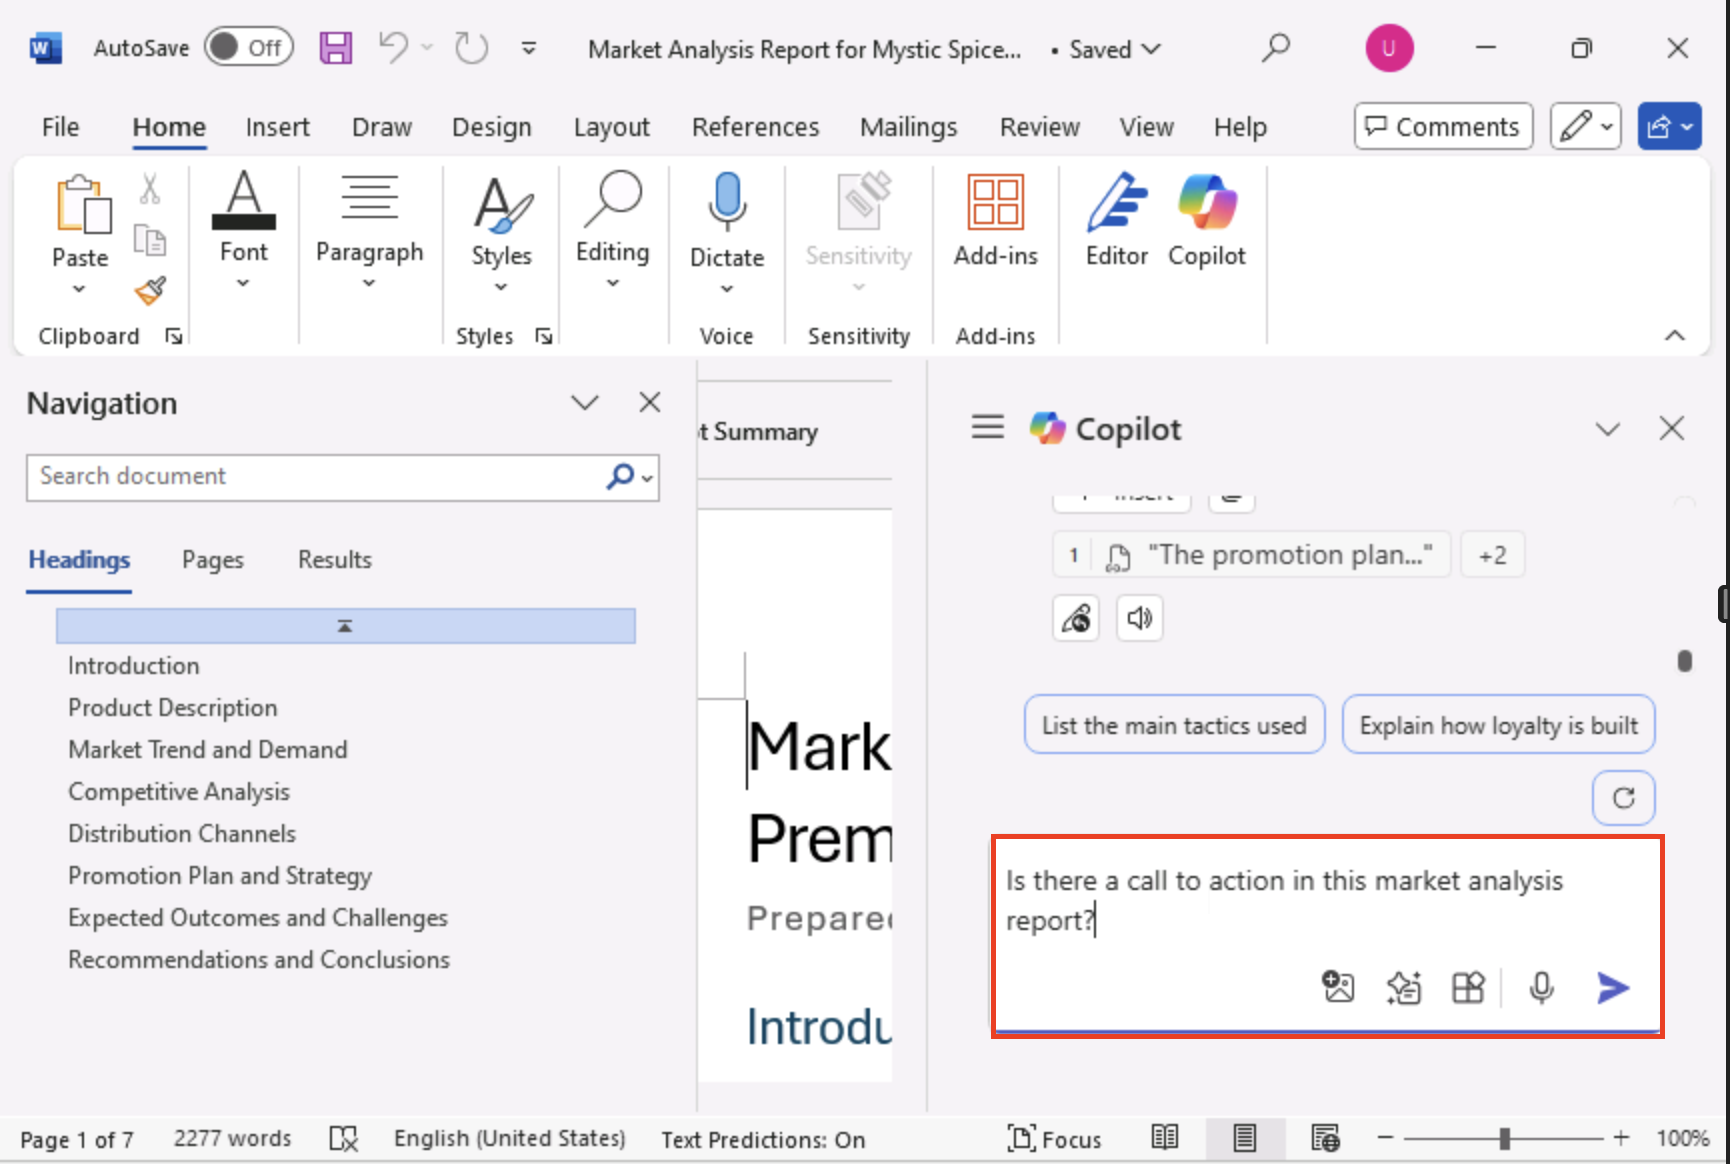 AutoSave Off Market Analysis Report for Mystic Spice... • Saved U
File Home Insert Draw Design Layout References Mailings Review View Help Comments
Paste Font Paragraph Styles Editing Dictate Sensitivity Add-ins Editor Copilot
Clipboard Styles Voice Sensitivity Add-ins
Navigation
Search document
Headings Pages Results
Introduction
Product Description
Market Trend and Demand
Competitive Analysis
Distribution Channels
Promotion Plan and Strategy
Expected Outcomes and Challenges
Recommendations and Conclusions
t Summary
Mark
Prem
Prepare
Introdu
Copilot
Insert
1 "The promotion plan..." +2
List the main tactics used
Explain how loyalty is built
Is there a call to action in this market analysis
report?
Page 1 of 7 2277 words English (United States) Text Predictions: On Focus 100%